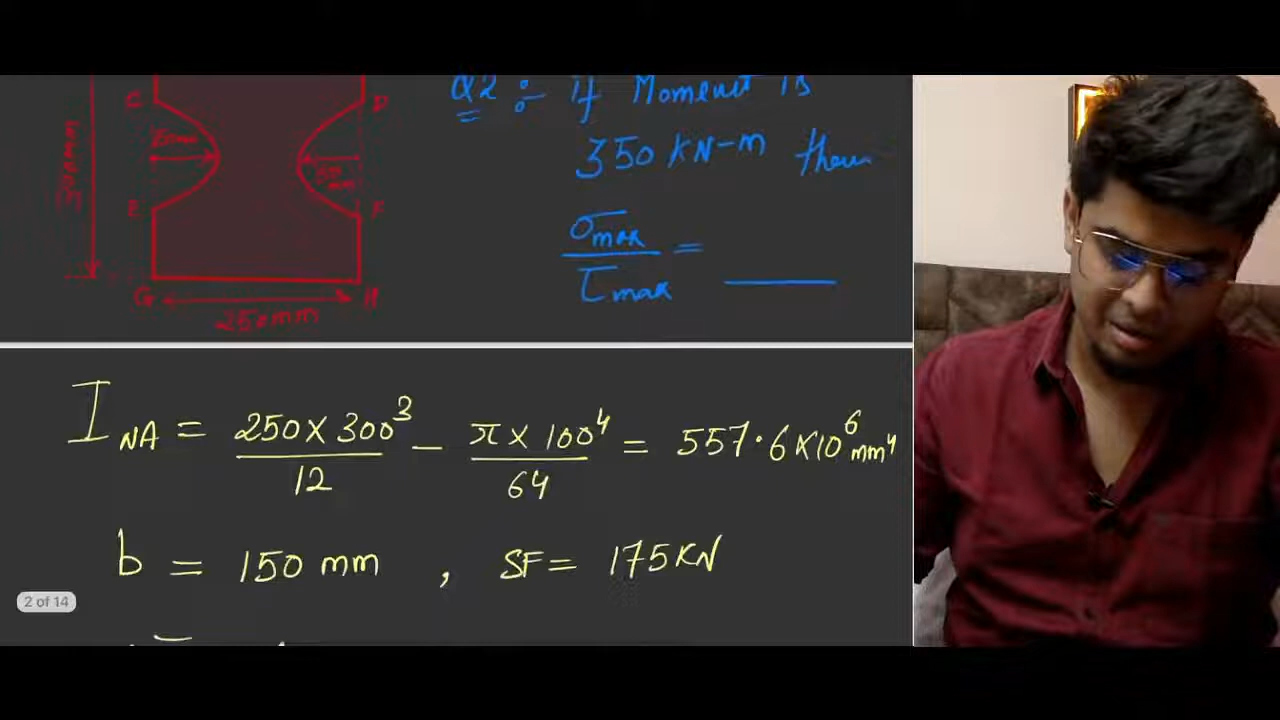 C
D
Q2 :- if Moment is
350 KN-m then
E
F
σmax / τmax = ____
G
H
250mm
I NA = 250 × 300³ / 12 - π × 100⁴ / 64 = 557.6 × 10⁶ mm⁴
b = 150 mm , SF = 175 KN
2 of 14